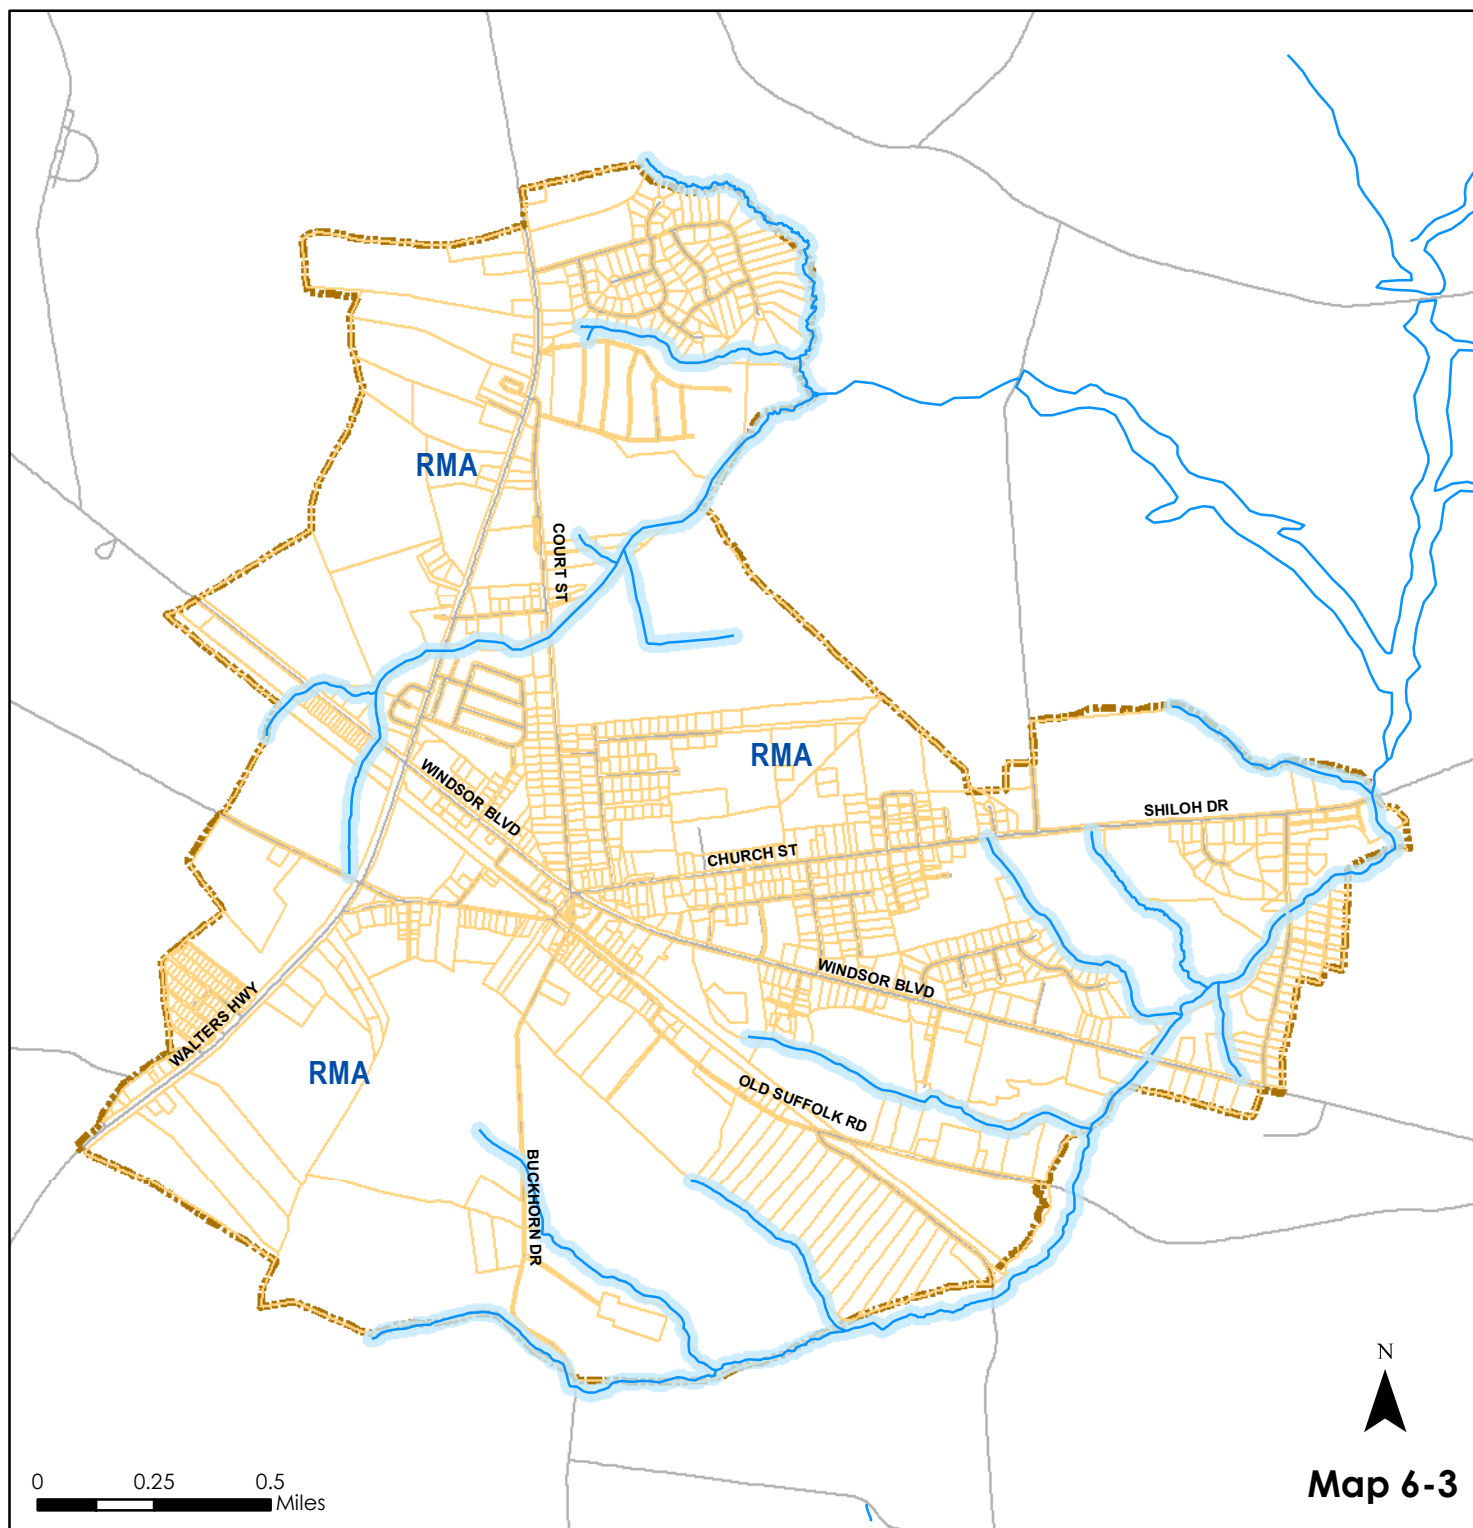 RMA
COURT ST
RMA
WINDSOR BLVD
SHILOH DR
CHURCH ST
WINDSOR BLVD
WALTERS HWY
RMA
OLD SUFFOLK RD
BUCKHORN DR
N
0 0.25 0.5
Miles
Map 6-3